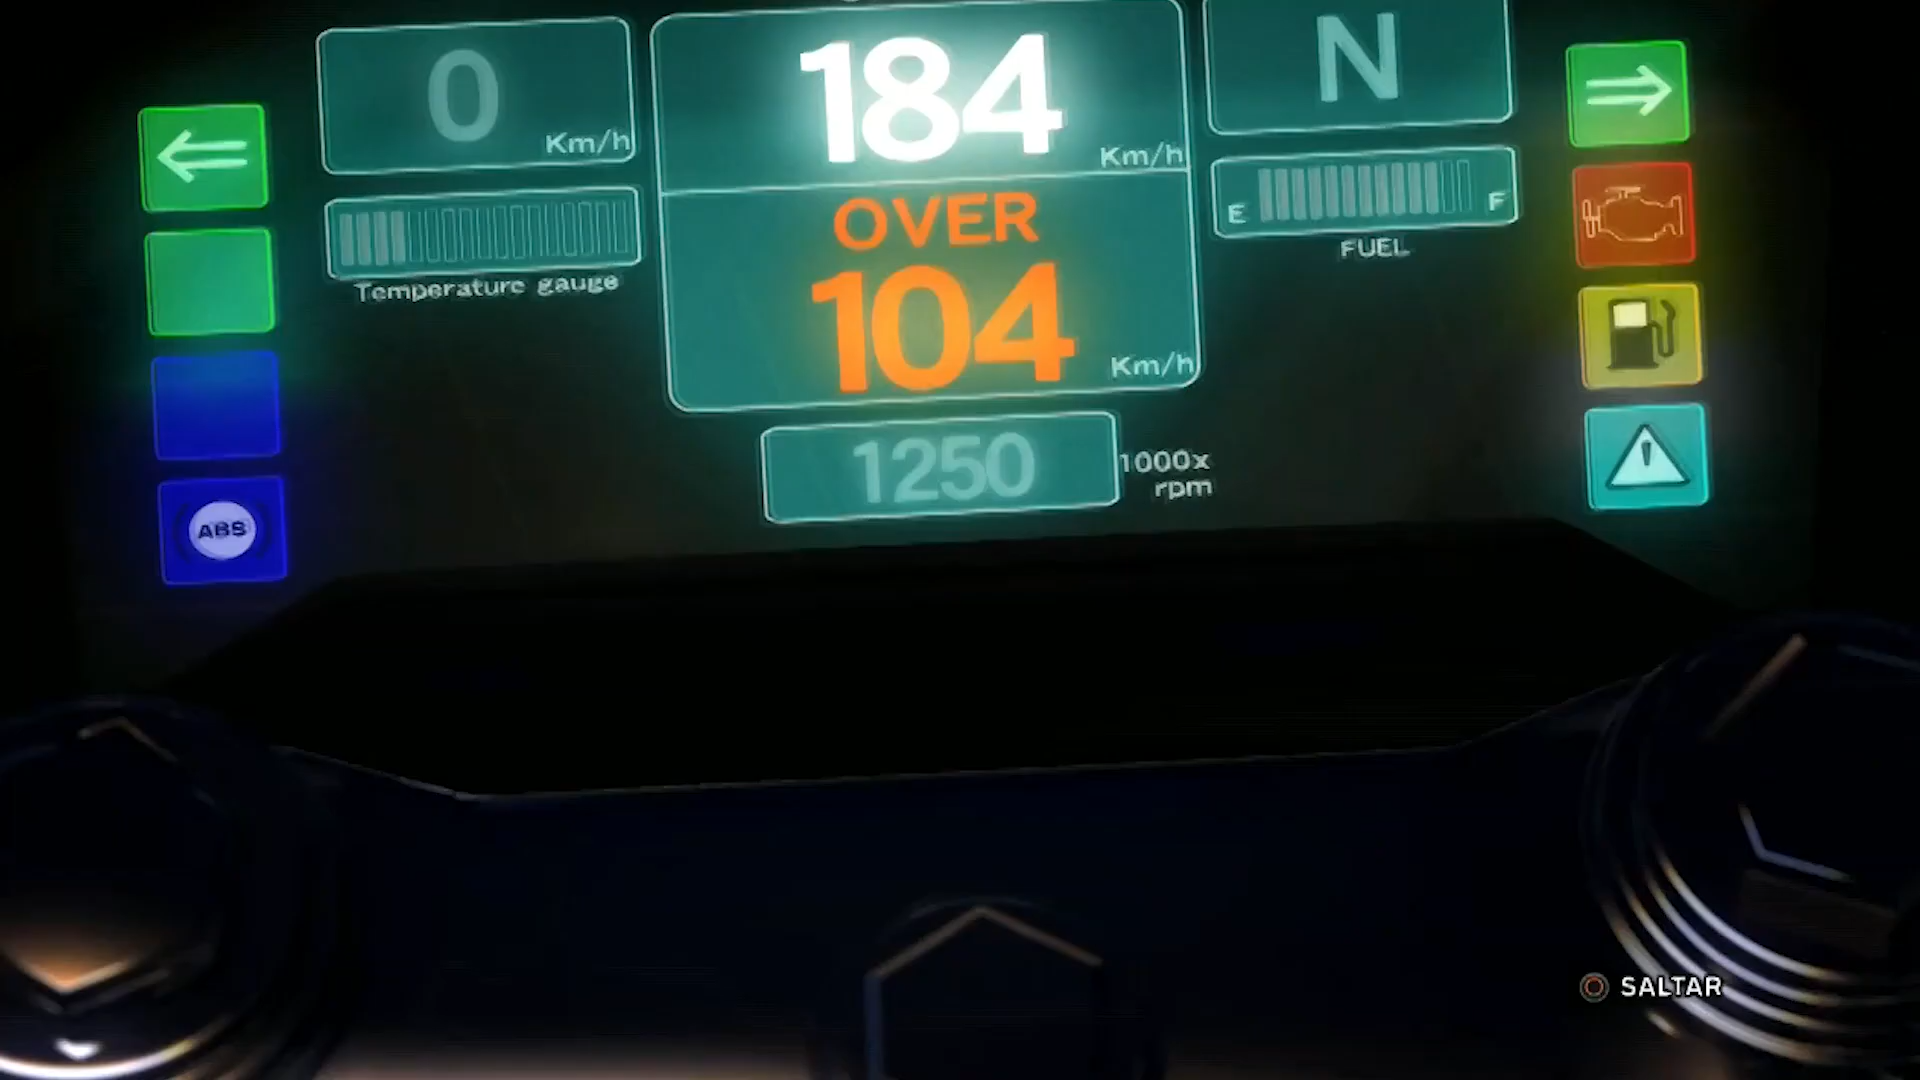 0
Km/h
Temperature gauge
184
Km/h
OVER
104
Km/h
1250
1000x
rpm
N
E
F
FUEL
ABS
SALTAR